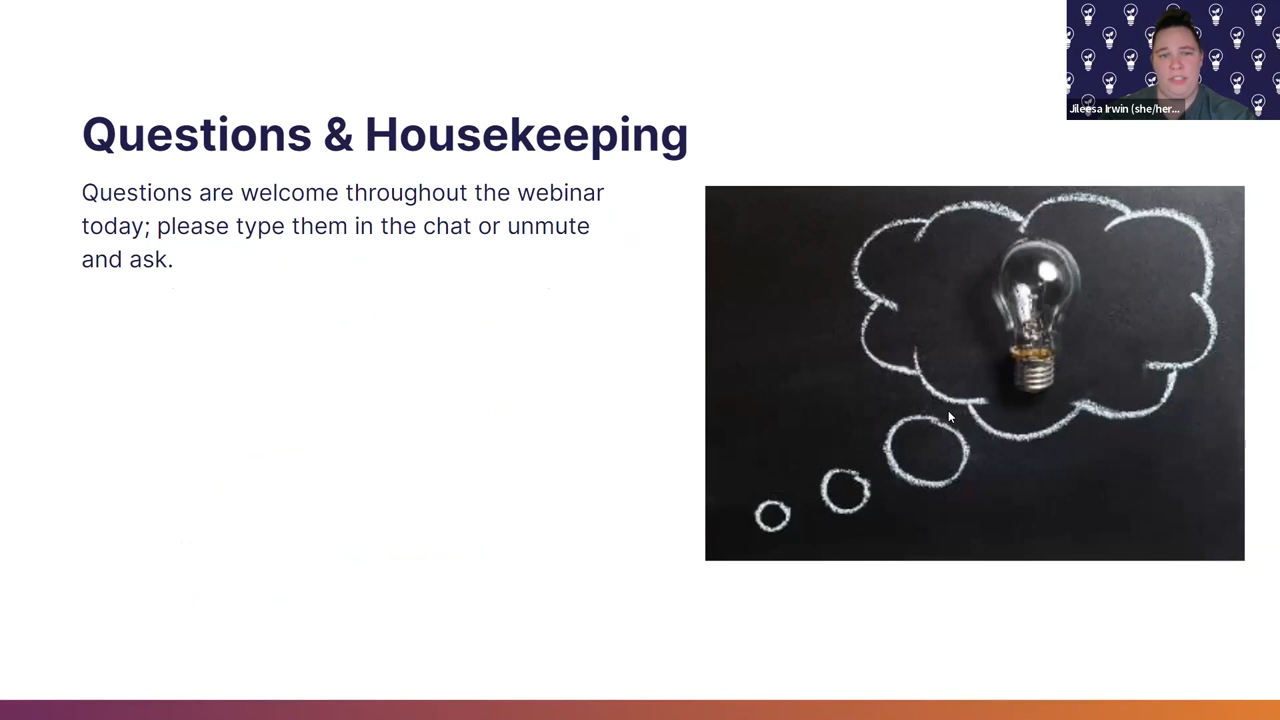 Questions & Housekeeping
Questions are welcome throughout the webinar
today; please type them in the chat or unmute
and ask.
Jileesa Irwin (she/her...